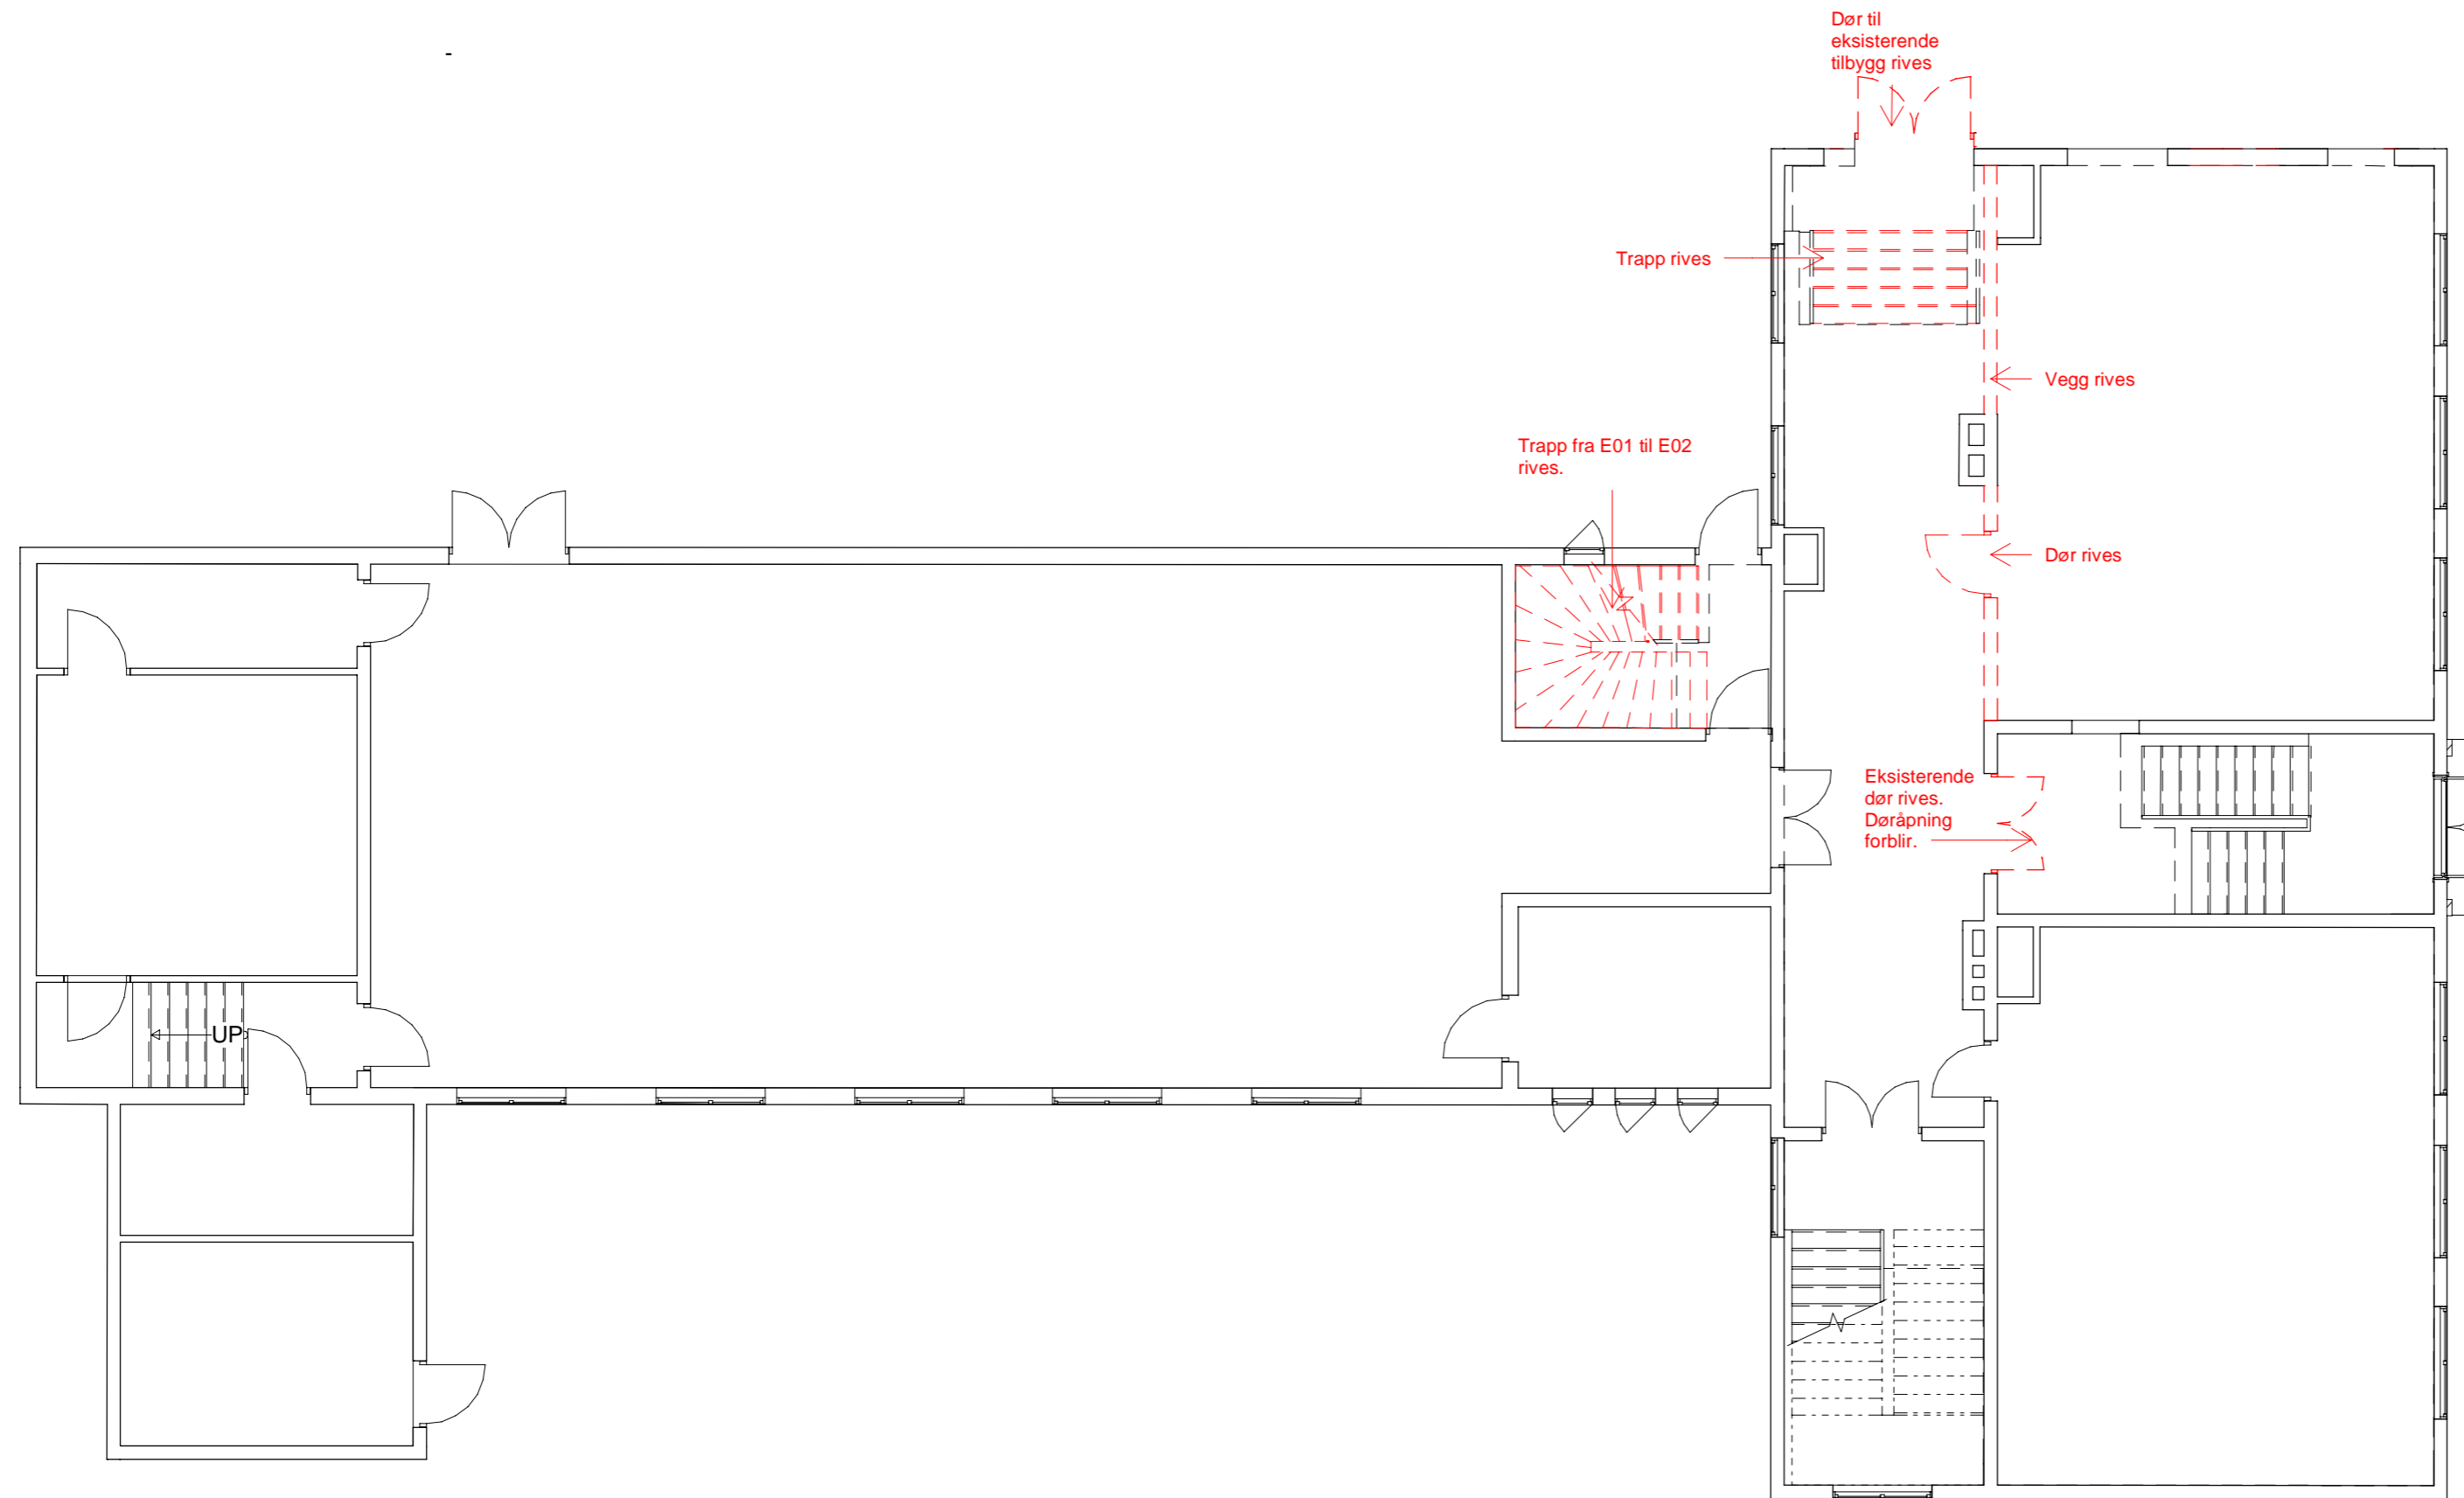 Dør til
eksisterende
tilbygg rives
-
Trapp rives
Vegg rives
Trapp fra E01 til E02
rives.
Dør rives
Eksisterende
dør rives.
Døråpning
forblir.
UP